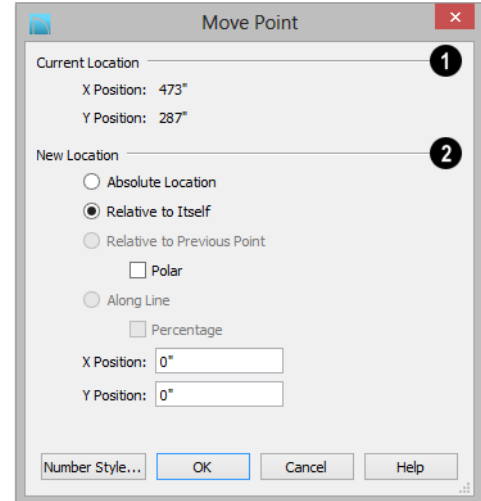 Move Point
Current Location 1
X Position: 473"
Y Position: 287"
New Location 2
Absolute Location
Relative to Itself
Relative to Previous Point
Polar
Along Line
Percentage
X Position: 0"
Y Position: 0"
Number Style... OK Cancel Help